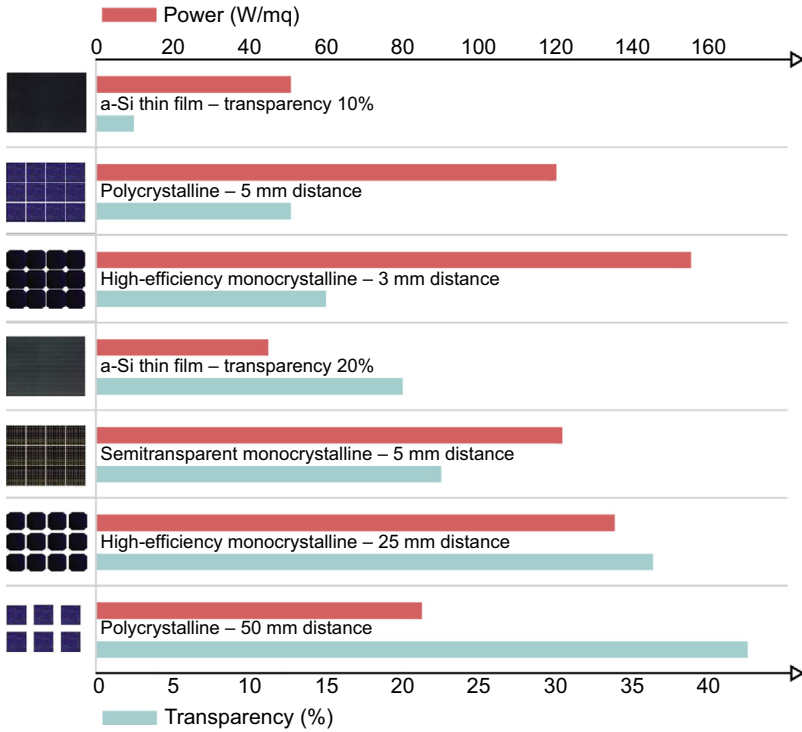 Power (W/mq)
0 20 40 60 80 100 120 140 160
a-Si thin film – transparency 10%
Polycrystalline – 5 mm distance
High-efficiency monocrystalline – 3 mm distance
a-Si thin film – transparency 20%
Semitransparent monocrystalline – 5 mm distance
High-efficiency monocrystalline – 25 mm distance
Polycrystalline – 50 mm distance
0 5 10 15 20 25 30 35 40
Transparency (%)